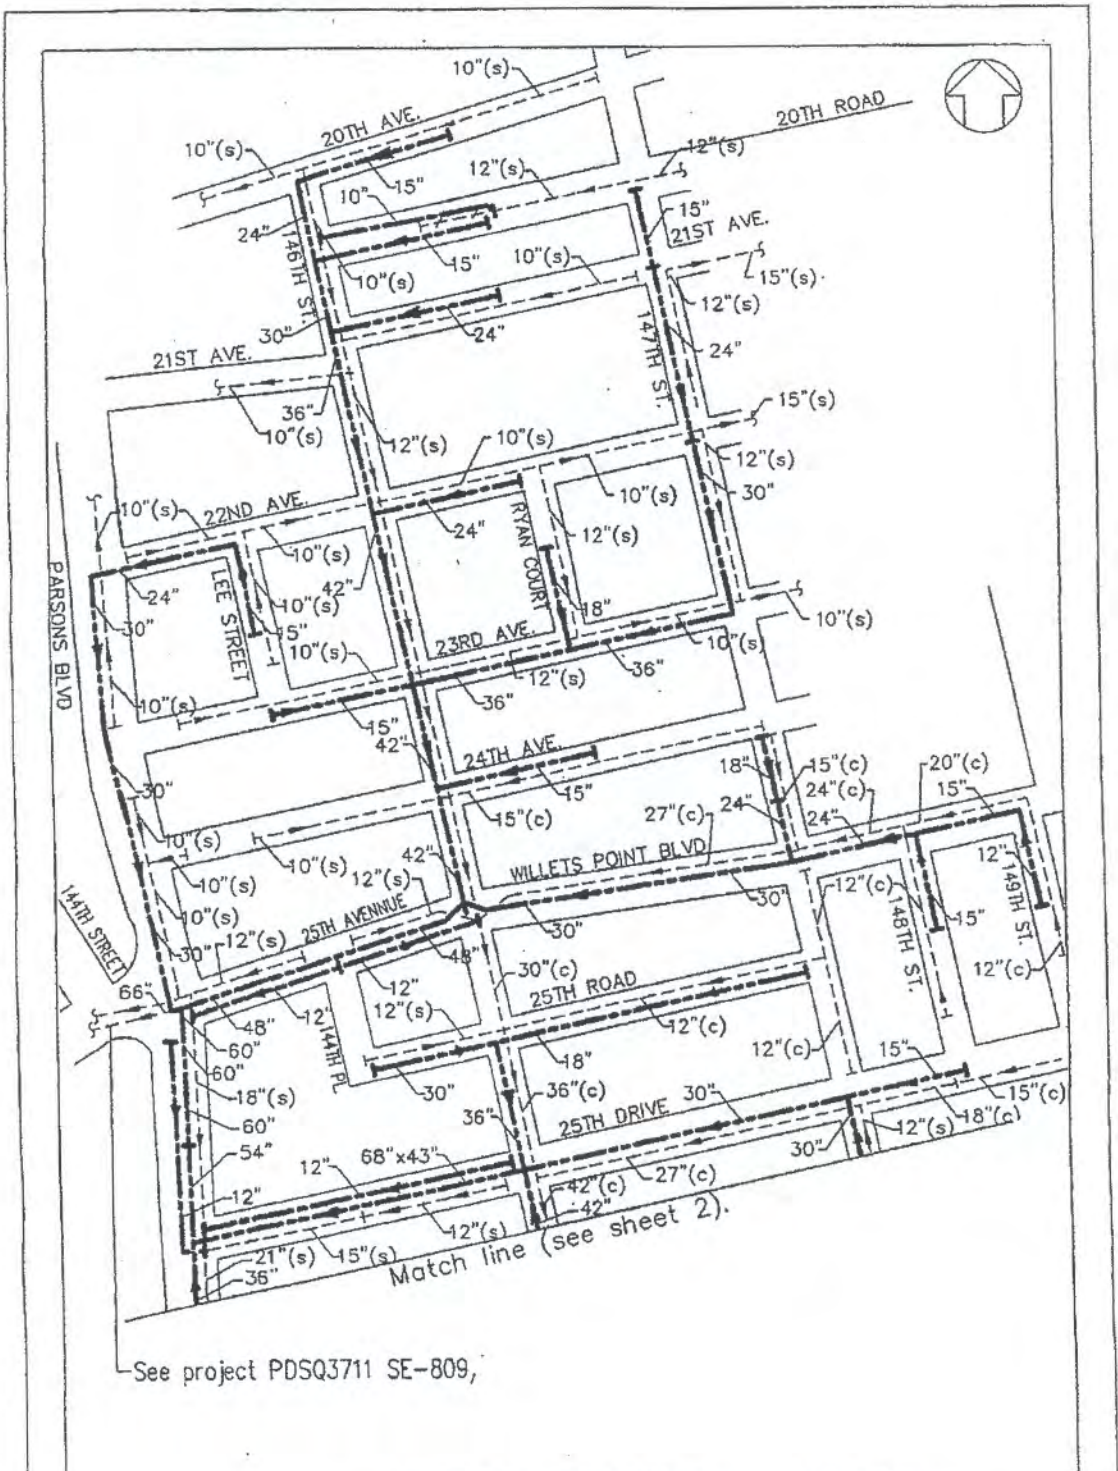 10"(s)
20TH AVE.
20TH ROAD
10"(s)
10"(s)
12"(s)
12"(s)
15"
10"
15"
24"
21ST AVE.
146TH ST.
10"(s)
15"
10"(s)
15"(s)
12"(s)
30"
24"
147TH ST.
24"
21ST AVE.
36"
10"(s)
12"(s)
15"(s)
10"(s)
12"(s)
30"
10"(s)
22ND AVE.
24"
RYAN COURT
10"(s)
12"(s)
10"(s)
42"
PARSONS BLVD
24"
LEE STREET
10"(s)
18"
30"
15"
23RD AVE.
10"(s)
10"(s)
10"(s)
12"(s)
36"
10"(s)
36"
15"
42"
24TH AVE.
18"
15"(c)
20"(c)
24"(c)
15"
30"
15"
15"(c)
27"(c)
24"
24"
10"(s)
10"(s)
10"(s)
42"
WILLETS POINT BLVD
12"
149TH ST.
12"(s)
10"(s)
30"
12"(c)
144TH STREET
25TH AVENNUE
148TH ST.
15"
30"
12"(s)
30"
48"
12"
30"(c)
12"(c)
66"
48"
12"
12"(s)
25TH ROAD
12"(c)
60"
144TH PL
18"
12"(c)
60"
30"
36"(c)
15"
18"(s)
36"
30"
15"(c)
60"
25TH DRIVE
18"(c)
12"(s)
54"
30"
12"
68"x43"
27"(c)
12"
42"(c)
42"
12"(s)
21"(s)
15"(s)
36"
Match line (see sheet 2).
See project PDSQ3711 SE-809,